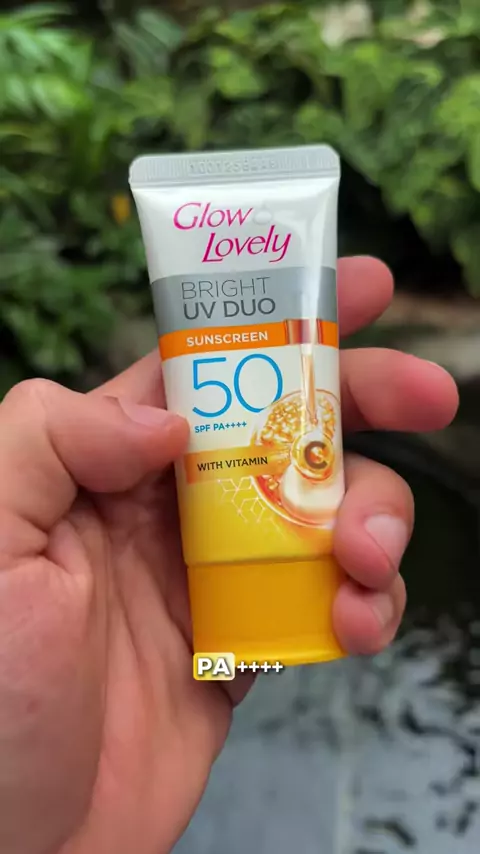 Glow
Lovely
BRIGHT
UV DUO
SUNSCREEN
50
SPF PA++++
WITH VITAMIN
C
PA++++